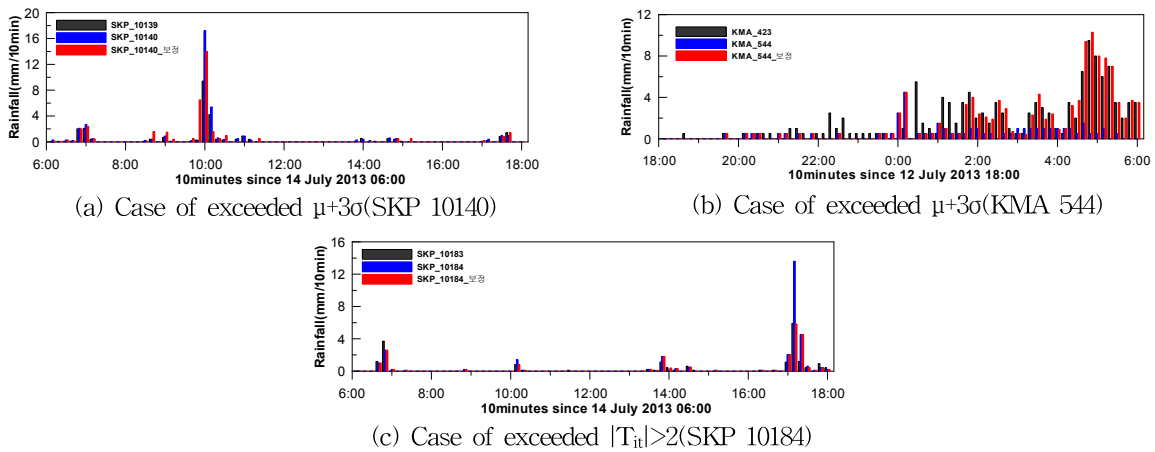 20
16
12
8
4
0
Rainfall(mm/10min)
SKP_10139
SKP_10140
SKP_10140_보정
6:00 8:00 10:00 12:00 14:00 16:00 18:00
10minutes since 14 July 2013 06:00
(a) Case of exceeded μ+3σ(SKP 10140)
12
9
6
3
0
Rainfall(mm/10min)
KMA_423
KMA_544
KMA_544_보정
18:00 20:00 22:00 0:00 2:00 4:00 6:00
10minutes since 12 July 2013 18:00
(b) Case of exceeded μ+3σ(KMA 544)
16
12
8
4
0
Rainfall(mm/10min)
SKP_10183
SKP_10184
SKP_10184_보정
6:00 8:00 10:00 12:00 14:00 16:00 18:00
10minutes since 14 July 2013 06:00
(c) Case of exceeded |Tit|>2(SKP 10184)